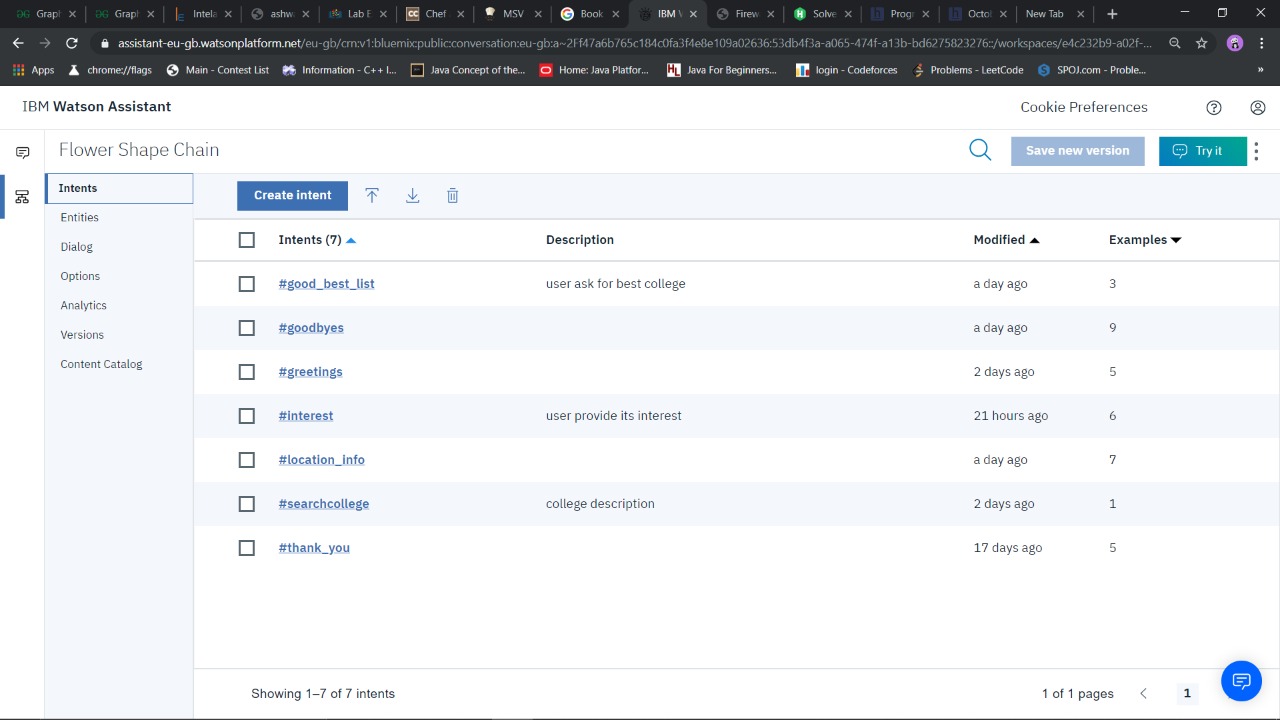 Grapl
Grapl
Intela
ashw
Lab E
Chef
MSV
Book
IBM W
Firew
Solve
Progr
Octol
New Tab
assistant-eu-gb.watsonplatform.net/eu-gb/crn:v1:bluemix:public:conversation:eu-gb:a~2Ff47a6b765c184c0fa3f4e8e109a02636:53db4f3a-a065-474f-a13b-bd6275823276::/workspaces/e4c232b9-a02f-...
Apps
chrome://flags
Main - Contest List
Information - C++ I...
Java Concept of the...
Home: Java Platfor...
Java For Beginners...
login - Codeforces
Problems - LeetCode
SPOJ.com - Proble...
»
IBM Watson Assistant
Cookie Preferences
Flower Shape Chain
Save new version
Try it
Intents
Entities
Dialog
Options
Analytics
Versions
Content Catalog
Create intent
Intents (7) Description Modified Examples
#good_best_list user ask for best college a day ago 3
#goodbyes a day ago 9
#greetings 2 days ago 5
#interest user provide its interest 21 hours ago 6
#location_info a day ago 7
#searchcollege college description 2 days ago 1
#thank_you 17 days ago 5
Showing 1–7 of 7 intents
1 of 1 pages
1